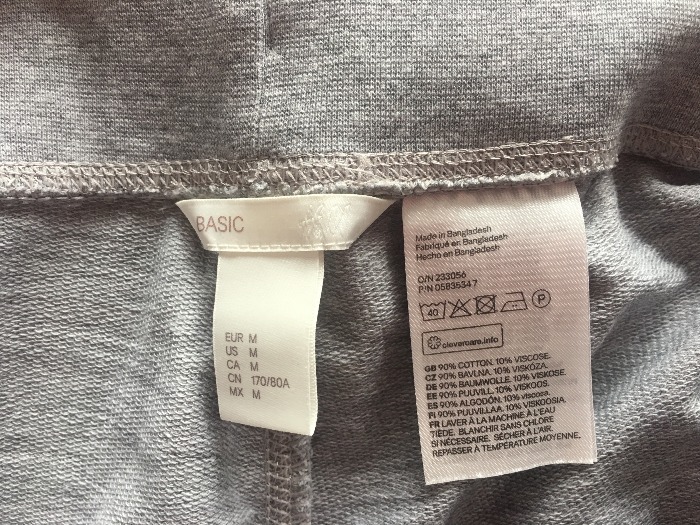 BASIC
EUR M
US M
CA M
CN 170/80A
MX M
Made in Bangladesh
Fabriqué en Bangladesh
Hecho en Bangladesh
O/N 233056
P/N 05835347
40
P
clevercare.info
GB 90% COTTON. 10% VISCOSE.
CZ 90% BAVLNA. 10% VISKÓZA.
DE 90% BAUMWOLLE. 10% VISKOSE.
EE 90% PUUVILL. 10% VISKOOS.
ES 90% ALGODÓN. 10% viscosa.
FI 90% PUUVILLAA. 10% VISKOOSIA.
FR LAVER À LA MACHINE À L'EAU
TIÈDE. BLANCHIR SANS CHLORE
SI NÉCESSAIRE. SÉCHER À L'AIR.
REPASSER À TEMPÉRATURE MOYENNE.